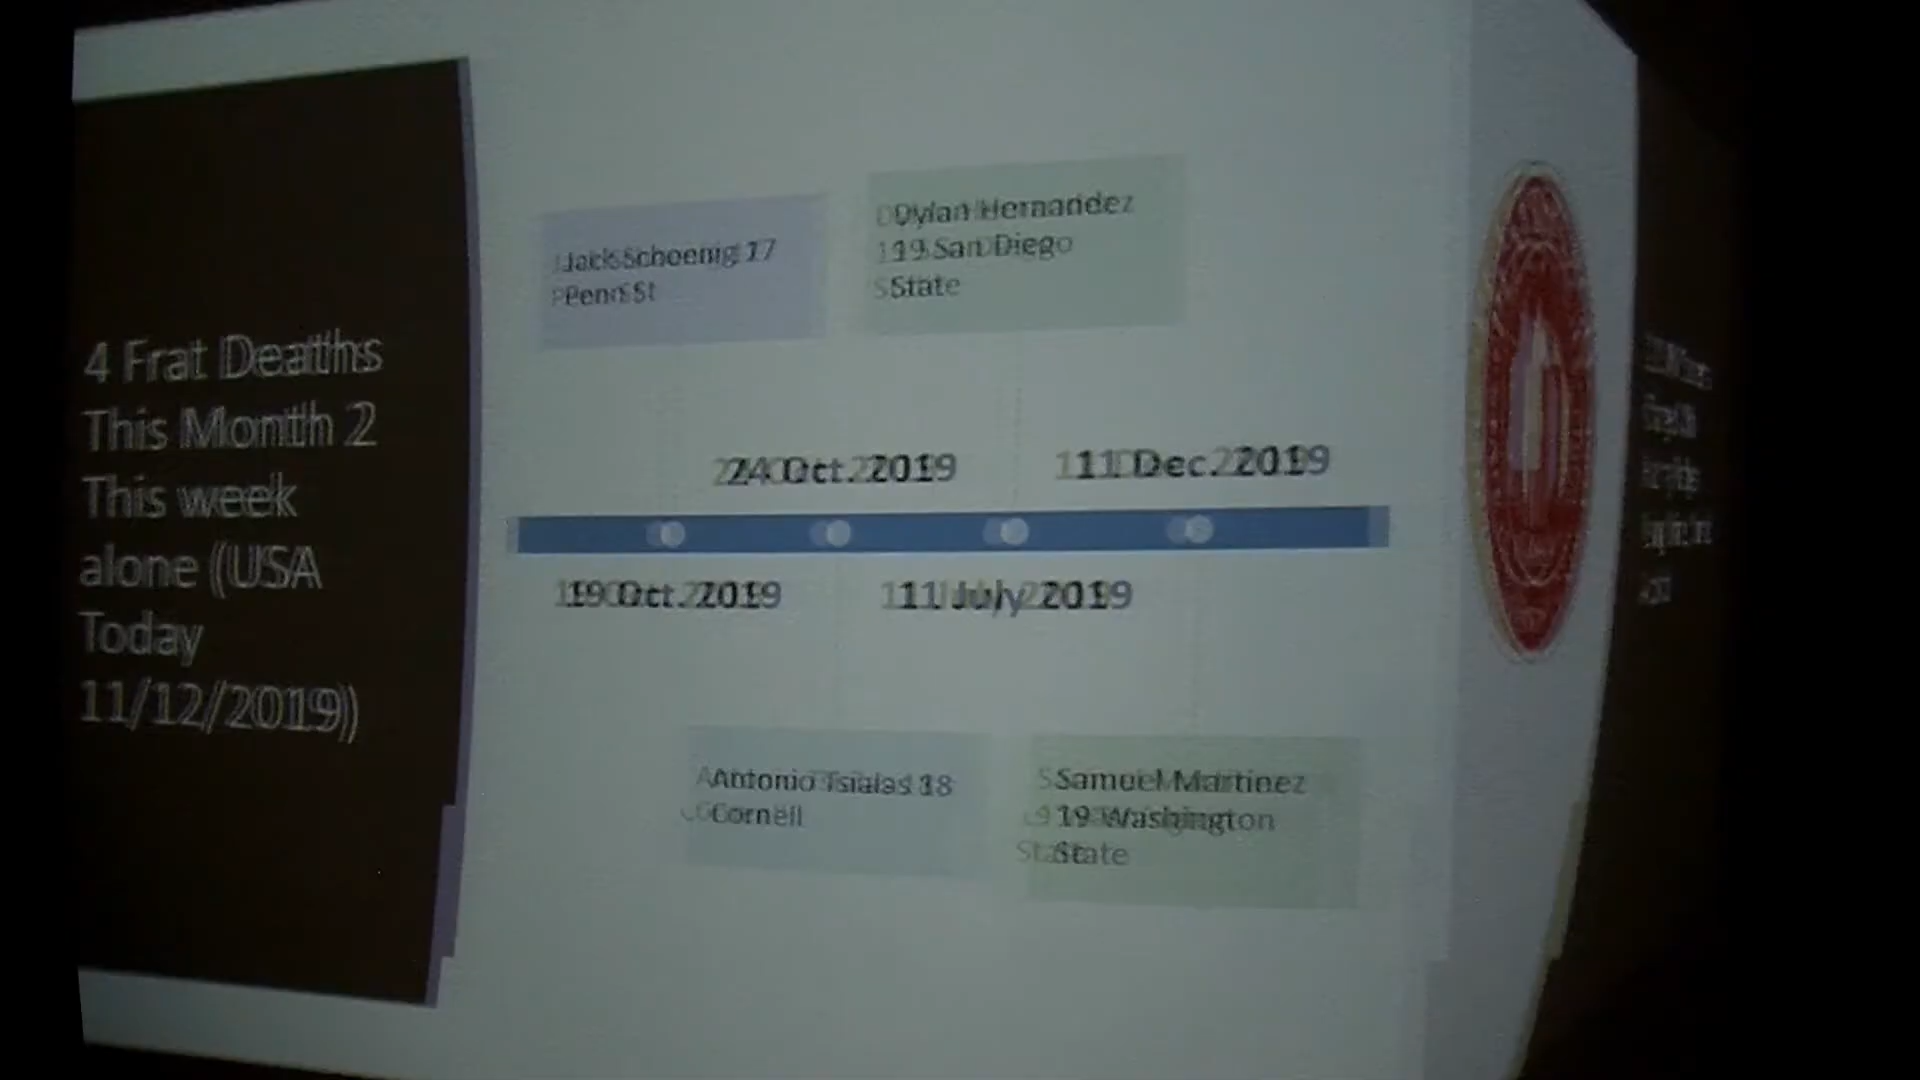 4 Frat Deaths
This Month 2
This week
alone (USA
Today
11/12/2019)
Jack Schoenig 17
Penn St
Dylan Hernandez
19 San Diego
State
24 Oct. 2019
11 Dec. 2019
19 Oct. 2019
11 July 2019
Antonio Tsialas 18
Cornell
Samuel Martinez
19 Washington
State